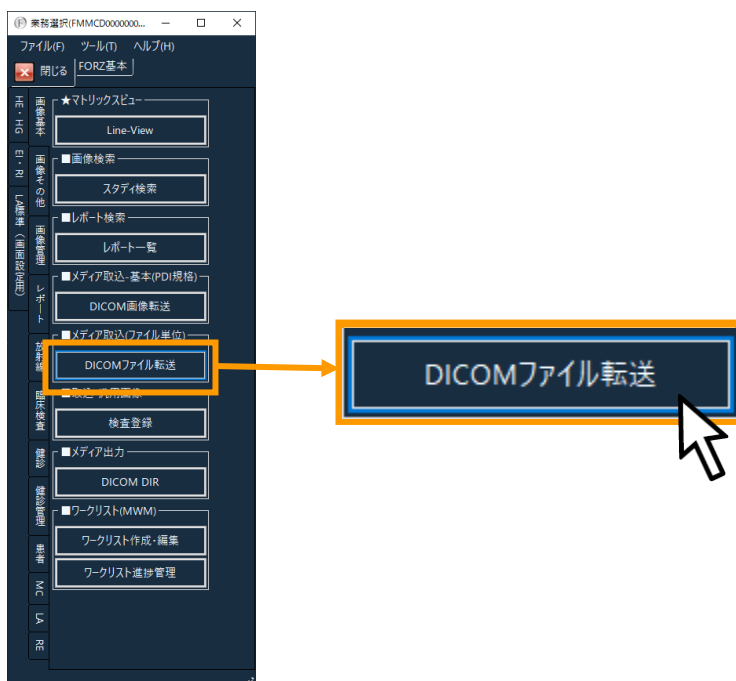 業務選択(FMMCD0000000...
ファイル(F) ツール(T) ヘルプ(H)
閉じる FORZ基本
HE・HG
EI・RI
LA標準（画面設定用）
画像基本
画像その他
画像管理
レポート
放射線
臨床検査
健診
健診管理
患者
MC
LA
RE
★マトリックスビュー
Line-View
■画像検索
スタディ検索
■レポート検索
レポート一覧
■メディア取込-基本(PDI規格)
DICOM画像転送
■メディア取込(ファイル単位)
DICOMファイル転送
検査登録
■メディア出力
DICOM DIR
■ワークリスト(MWM)
ワークリスト作成・編集
ワークリスト進捗管理
DICOMファイル転送